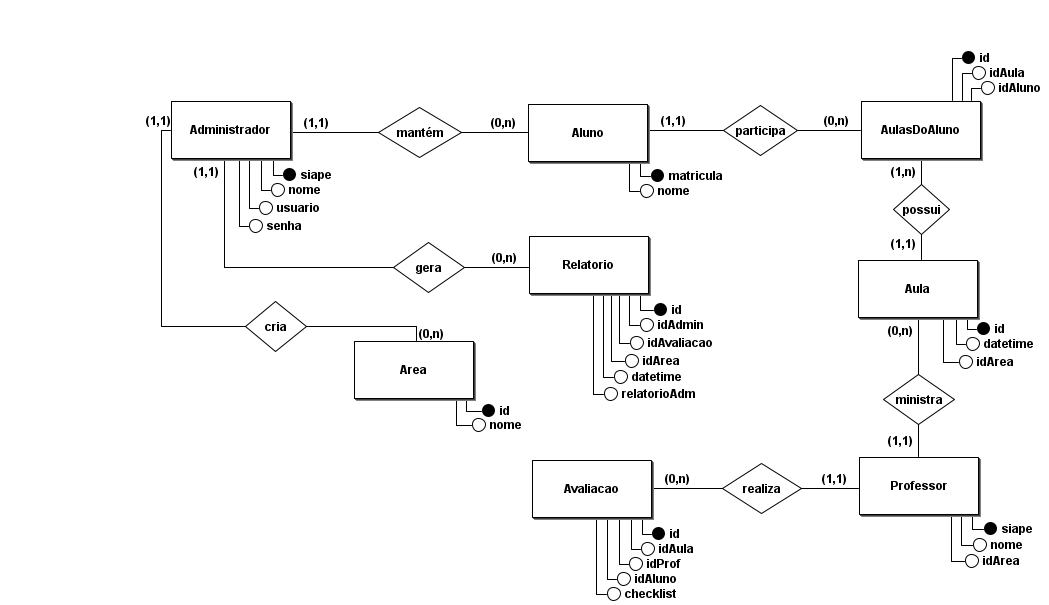 id
idAula
idAluno
(1,1)
Administrador
(1,1)
mantém
(0,n)
Aluno
(1,1)
participa
(0,n)
AulasDoAluno
(1,1)
siape
nome
usuario
senha
matricula
nome
(1,n)
possui
(1,1)
gera
(0,n)
Relatorio
Aula
id
idAdmin
idAvaliacao
idArea
datetime
relatorioAdm
(0,n)
id
datetime
idArea
cria
(0,n)
Area
id
nome
ministra
(1,1)
Avaliacao
(0,n)
realiza
(1,1)
Professor
id
idAula
idProf
idAluno
checklist
siape
nome
idArea